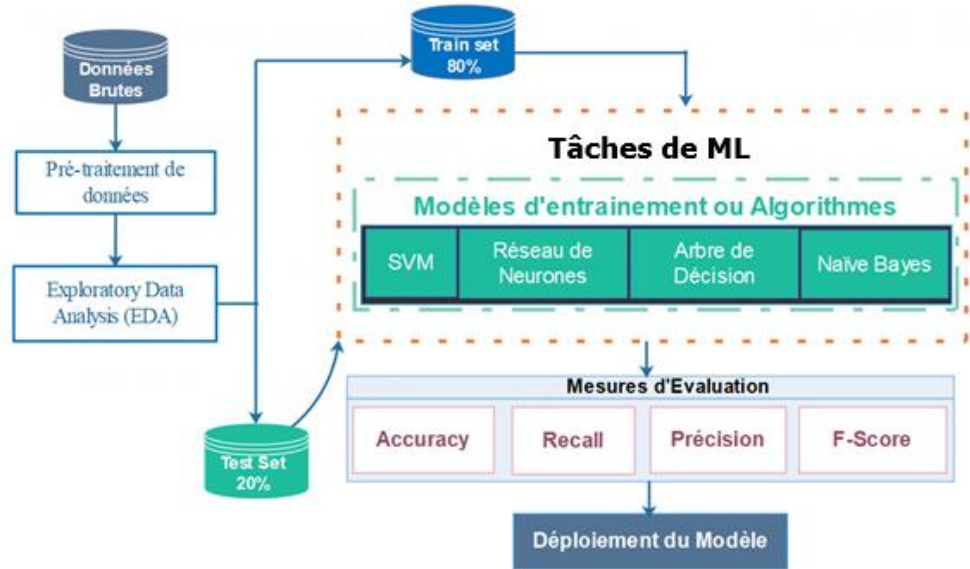 Données
Brutes
Pré-traitement de
données
Exploratory Data
Analysis (EDA)
Train set
80%
Test Set
20%
Tâches de ML
Modèles d'entrainement ou Algorithmes
SVM
Réseau de
Neurones
Arbre de
Décision
Naïve Bayes
Mesures d'Evaluation
Accuracy
Recall
Précision
F-Score
Déploiement du Modèle